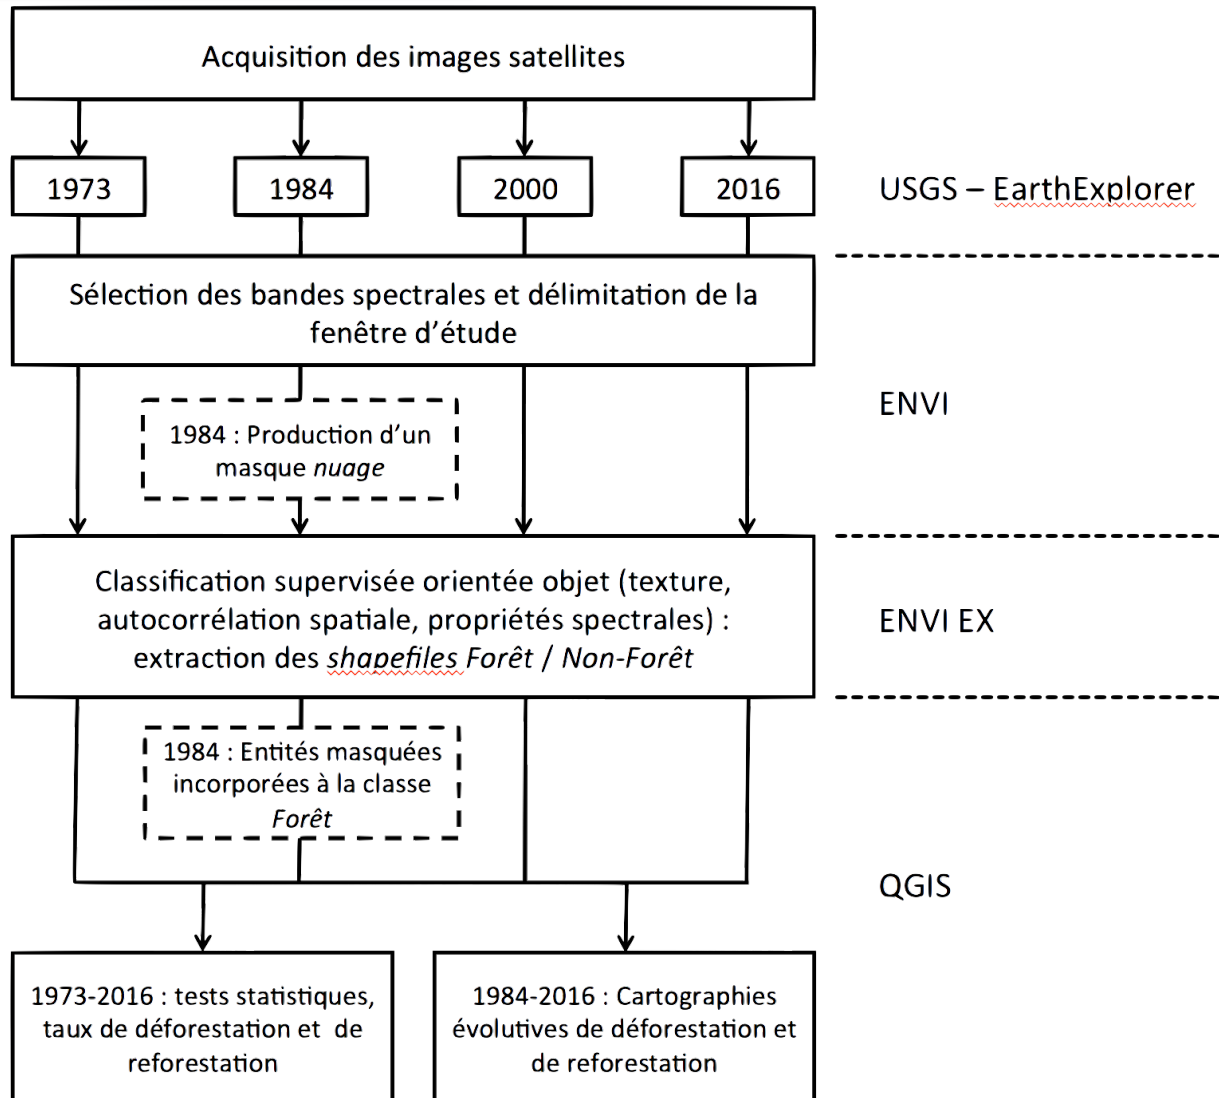 Acquisition des images satellites
1973
1984
2000
2016
USGS – EarthExplorer
Sélection des bandes spectrales et délimitation de la
fenêtre d’étude
ENVI
1984 : Production d’un
masque nuage
Classification supervisée orientée objet (texture,
autocorrélation spatiale, propriétés spectrales) :
extraction des shapefiles Forêt / Non-Forêt
ENVI EX
1984 : Entités masquées
incorporées à la classe
Forêt
QGIS
1973-2016 : tests statistiques,
taux de déforestation et de
reforestation
1984-2016 : Cartographies
évolutives de déforestation et
de reforestation